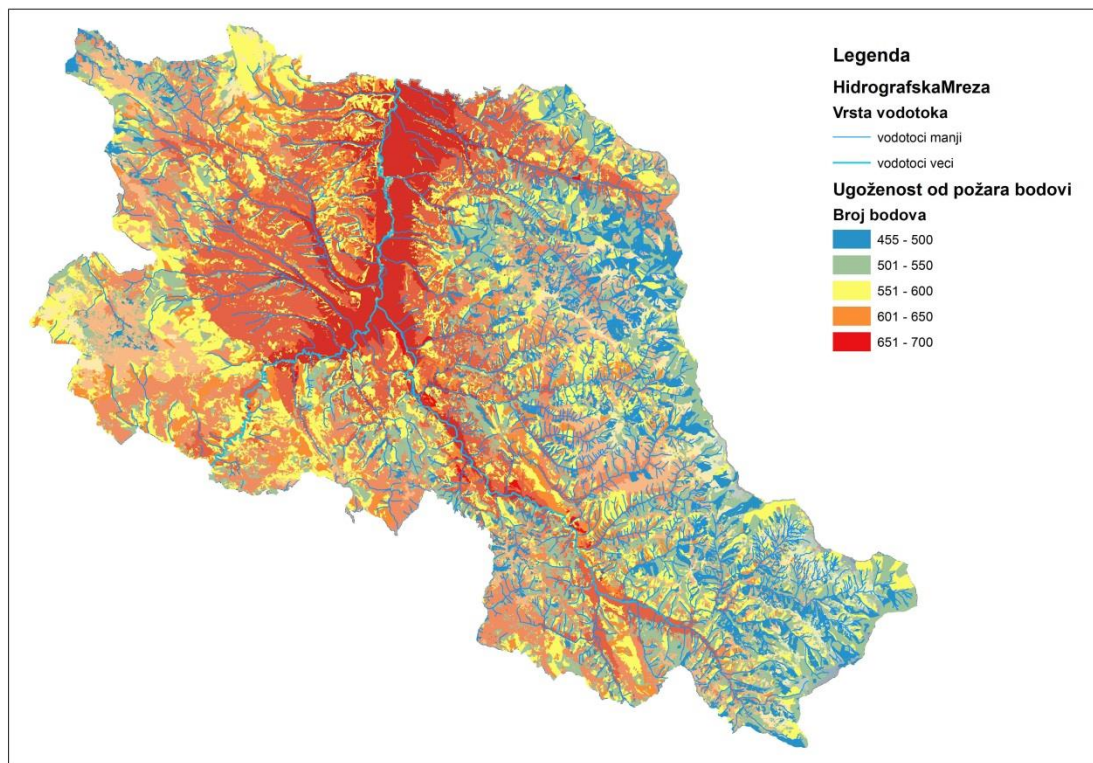 Legenda
HidrografskaMreza
Vrsta vodotoka
vodotoci manji
vodotoci veci
Ugoženost od požara bodovi
Broj bodova
455 - 500
501 - 550
551 - 600
601 - 650
651 - 700